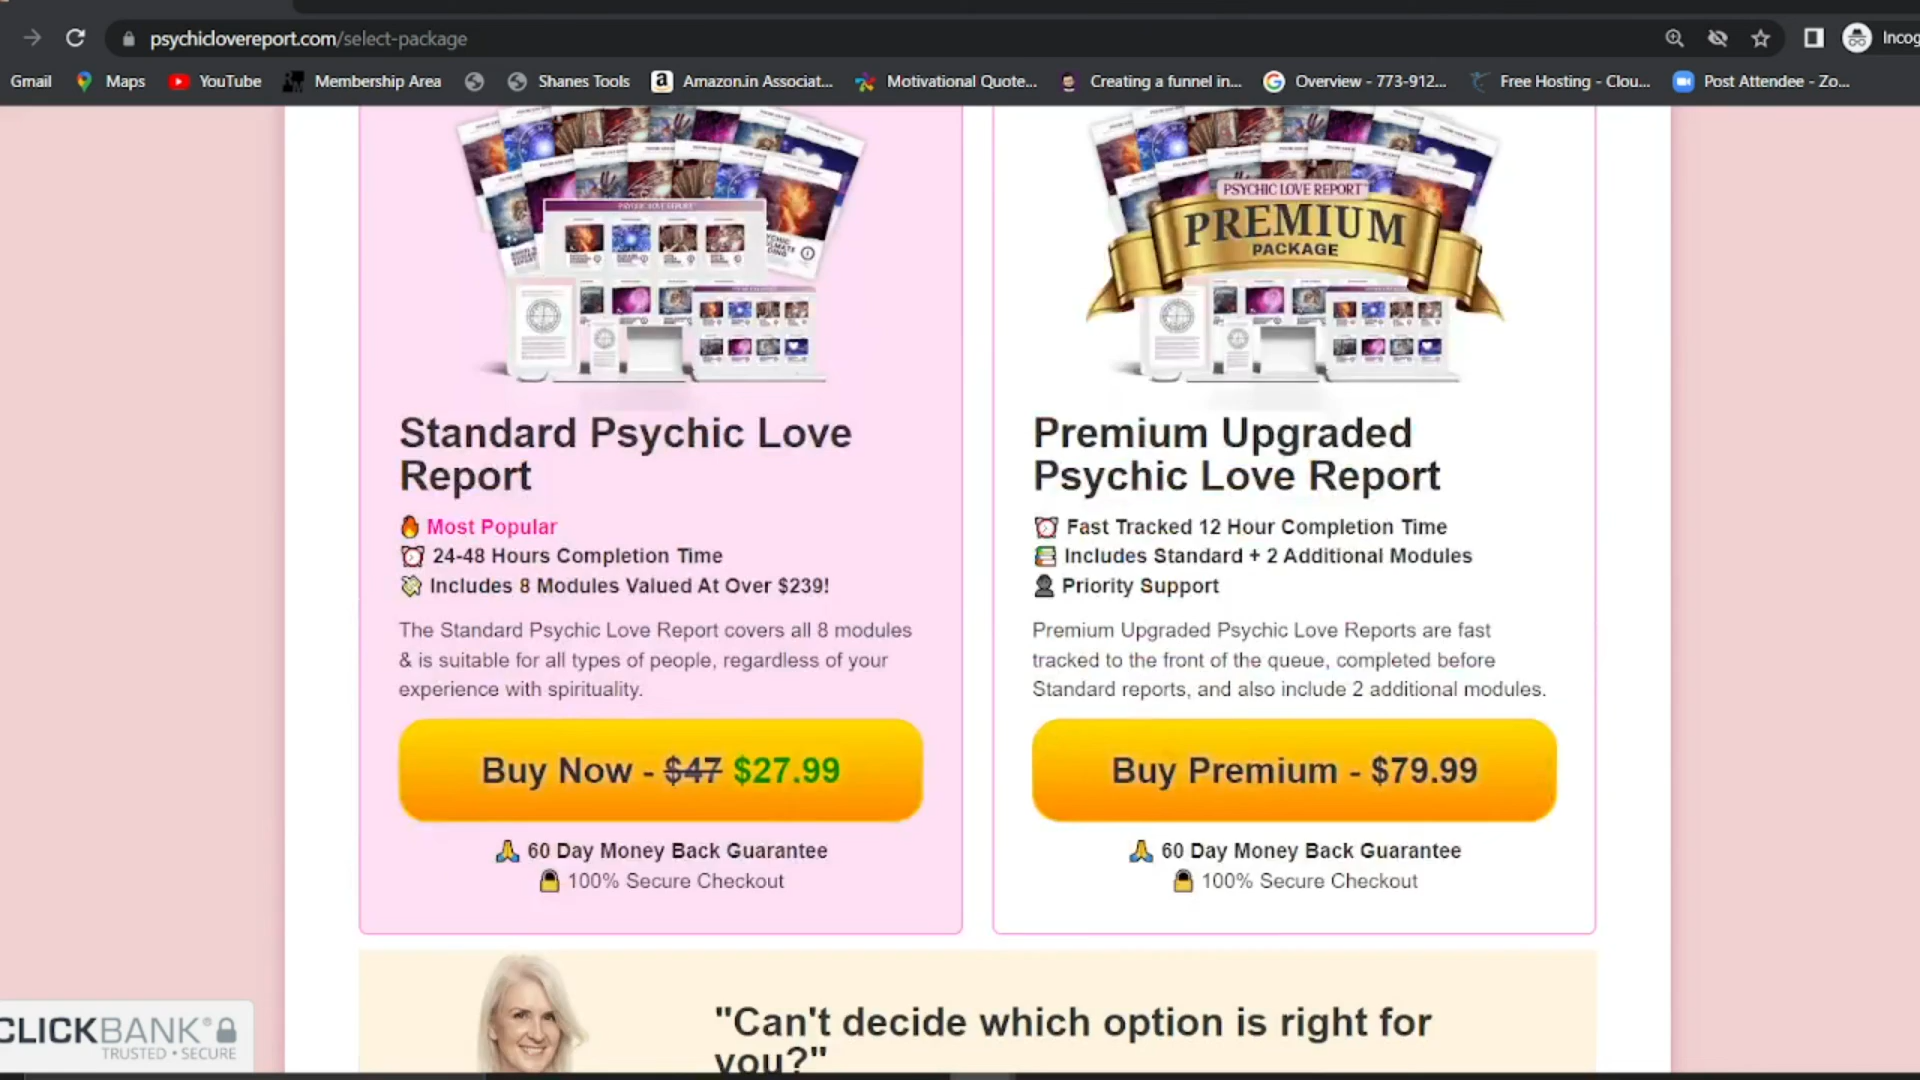 psychiclovereport.com/select-package
Incog
Gmail
Maps
YouTube
Membership Area
Shanes Tools
Amazon.in Associat...
Motivational Quote...
Creating a funnel in...
Overview - 773-912...
Free Hosting - Clou...
Post Attendee - Zo...
PSYCHIC LOVE REPORT
PSYCHIC LOVE REPORT
PREMIUM
PACKAGE
Standard Psychic Love
Report
Most Popular
24-48 Hours Completion Time
Includes 8 Modules Valued At Over $239!
The Standard Psychic Love Report covers all 8 modules
& is suitable for all types of people, regardless of your
experience with spirituality.
Buy Now - $47 $27.99
60 Day Money Back Guarantee
100% Secure Checkout
Premium Upgraded
Psychic Love Report
Fast Tracked 12 Hour Completion Time
Includes Standard + 2 Additional Modules
Priority Support
Premium Upgraded Psychic Love Reports are fast
tracked to the front of the queue, completed before
Standard reports, and also include 2 additional modules.
Buy Premium - $79.99
60 Day Money Back Guarantee
100% Secure Checkout
CLICKBANK®
TRUSTED • SECURE
"Can't decide which option is right for
you?"